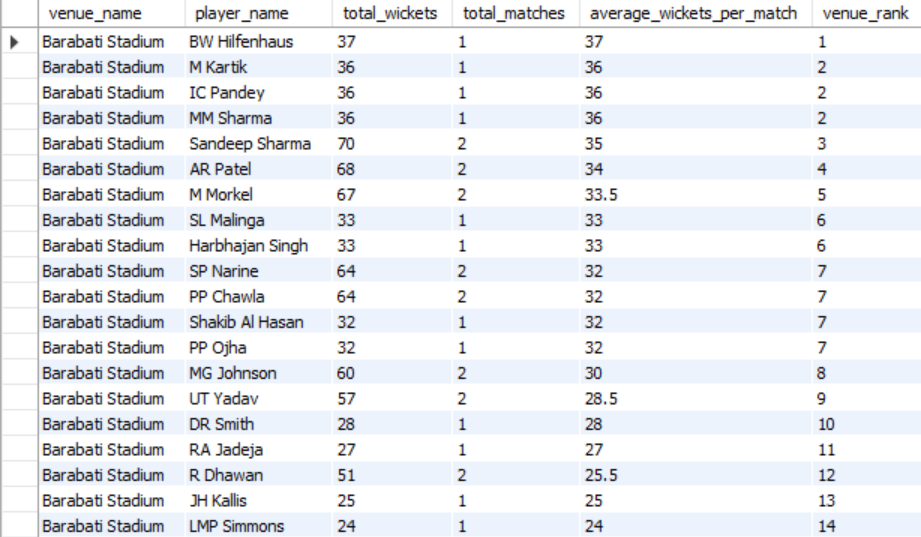 venue_name player_name total_wickets total_matches average_wickets_per_match venue_rank
Barabati Stadium BW Hilfenhaus 37 1 37 1
Barabati Stadium M Kartik 36 1 36 2
Barabati Stadium IC Pandey 36 1 36 2
Barabati Stadium MM Sharma 36 1 36 2
Barabati Stadium Sandeep Sharma 70 2 35 3
Barabati Stadium AR Patel 68 2 34 4
Barabati Stadium M Morkel 67 2 33.5 5
Barabati Stadium SL Malinga 33 1 33 6
Barabati Stadium Harbhajan Singh 33 1 33 6
Barabati Stadium SP Narine 64 2 32 7
Barabati Stadium PP Chawla 64 2 32 7
Barabati Stadium Shakib Al Hasan 32 1 32 7
Barabati Stadium PP Ojha 32 1 32 7
Barabati Stadium MG Johnson 60 2 30 8
Barabati Stadium UT Yadav 57 2 28.5 9
Barabati Stadium DR Smith 28 1 28 10
Barabati Stadium RA Jadeja 27 1 27 11
Barabati Stadium R Dhawan 51 2 25.5 12
Barabati Stadium JH Kallis 25 1 25 13
Barabati Stadium LMP Simmons 24 1 24 14